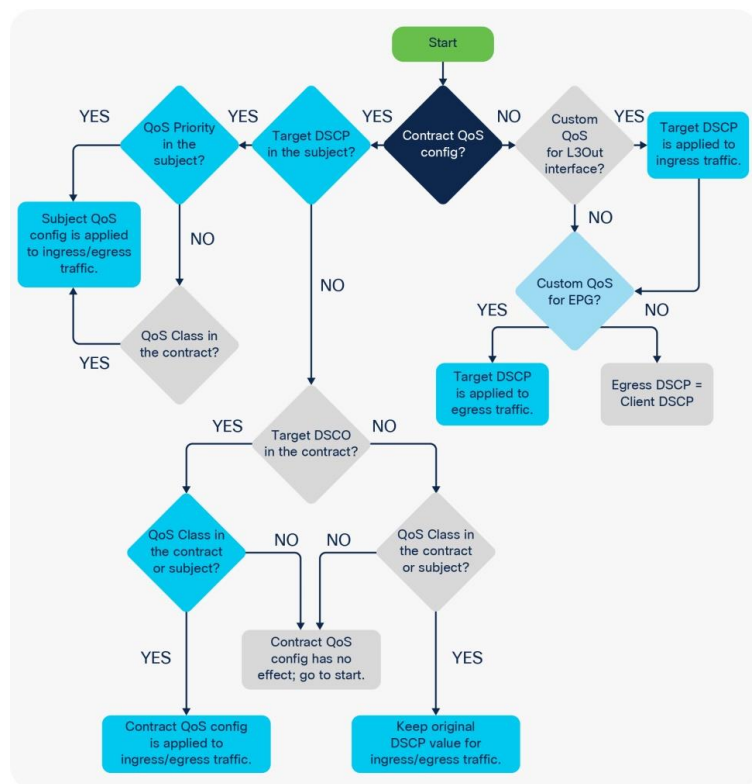 Start
YES
QoS Priority
in the
subject?
YES
Target DSCP
in the subject?
YES
Contract QoS
config?
NO
Custom
QoS
for L3Out
interface?
YES
Target DSCP
is applied to
ingress traffic.
Subject QoS
config is applied
to ingress/egress
traffic.
NO
NO
NO
YES
QoS Class in
the contract?
YES
Custom QoS
for EPG?
NO
Target DSCP
is applied to
egress traffic.
Egress DSCP =
Client DSCP
YES
Target DSCO
in the contract?
NO
QoS Class in
the contract
or subject?
NO
NO
QoS Class in
the contract
or subject?
YES
Contract QoS
config has no
effect; go to start.
YES
Contract QoS config
is applied to
ingress/egress traffic.
Keep original
DSCP value for
ingress/egress traffic.